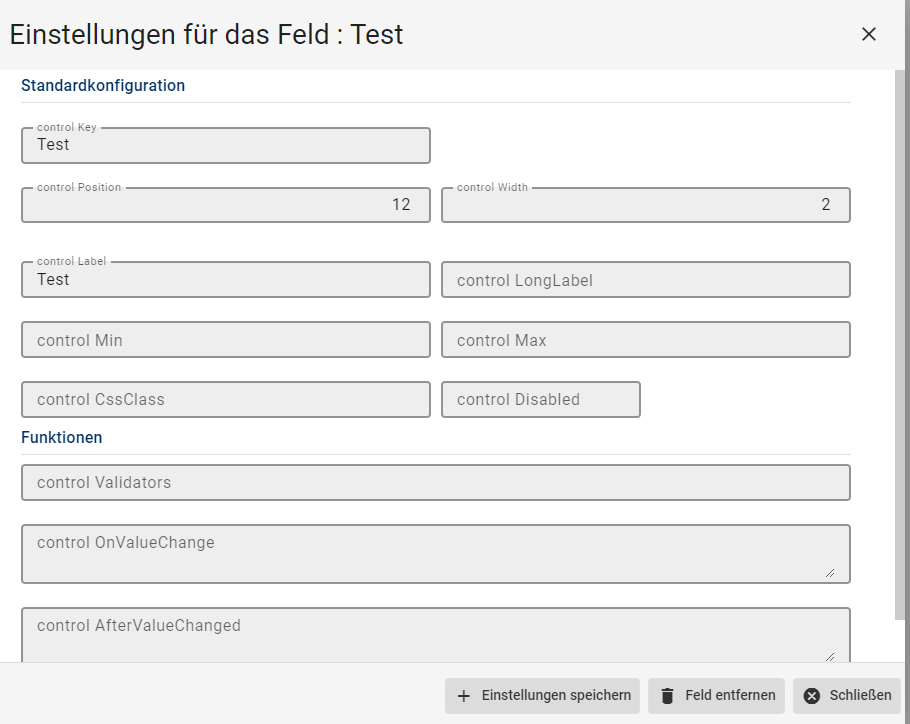 Einstellungen für das Feld : Test
Standardkonfiguration
control Key
Test
control Position
12
control Width
2
control Label
Test
control LongLabel
control Min
control Max
control CssClass
control Disabled
Funktionen
control Validators
control OnValueChange
control AfterValueChanged
Einstellungen speichern
Feld entfernen
Schließen